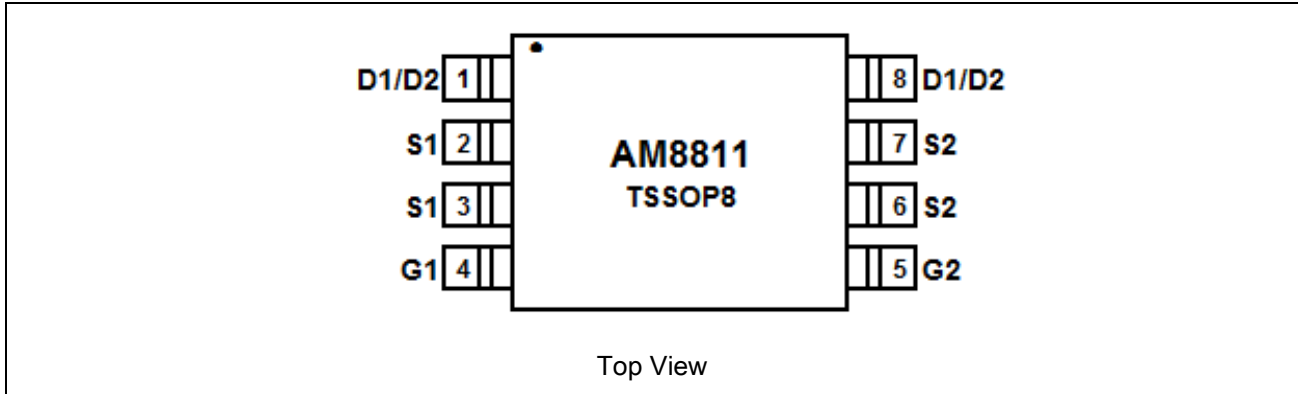 D1/D2 1 8 D1/D2
S1 2 7 S2
AM8811
TSSOP8
S1 3 6 S2
G1 4 5 G2
Top View